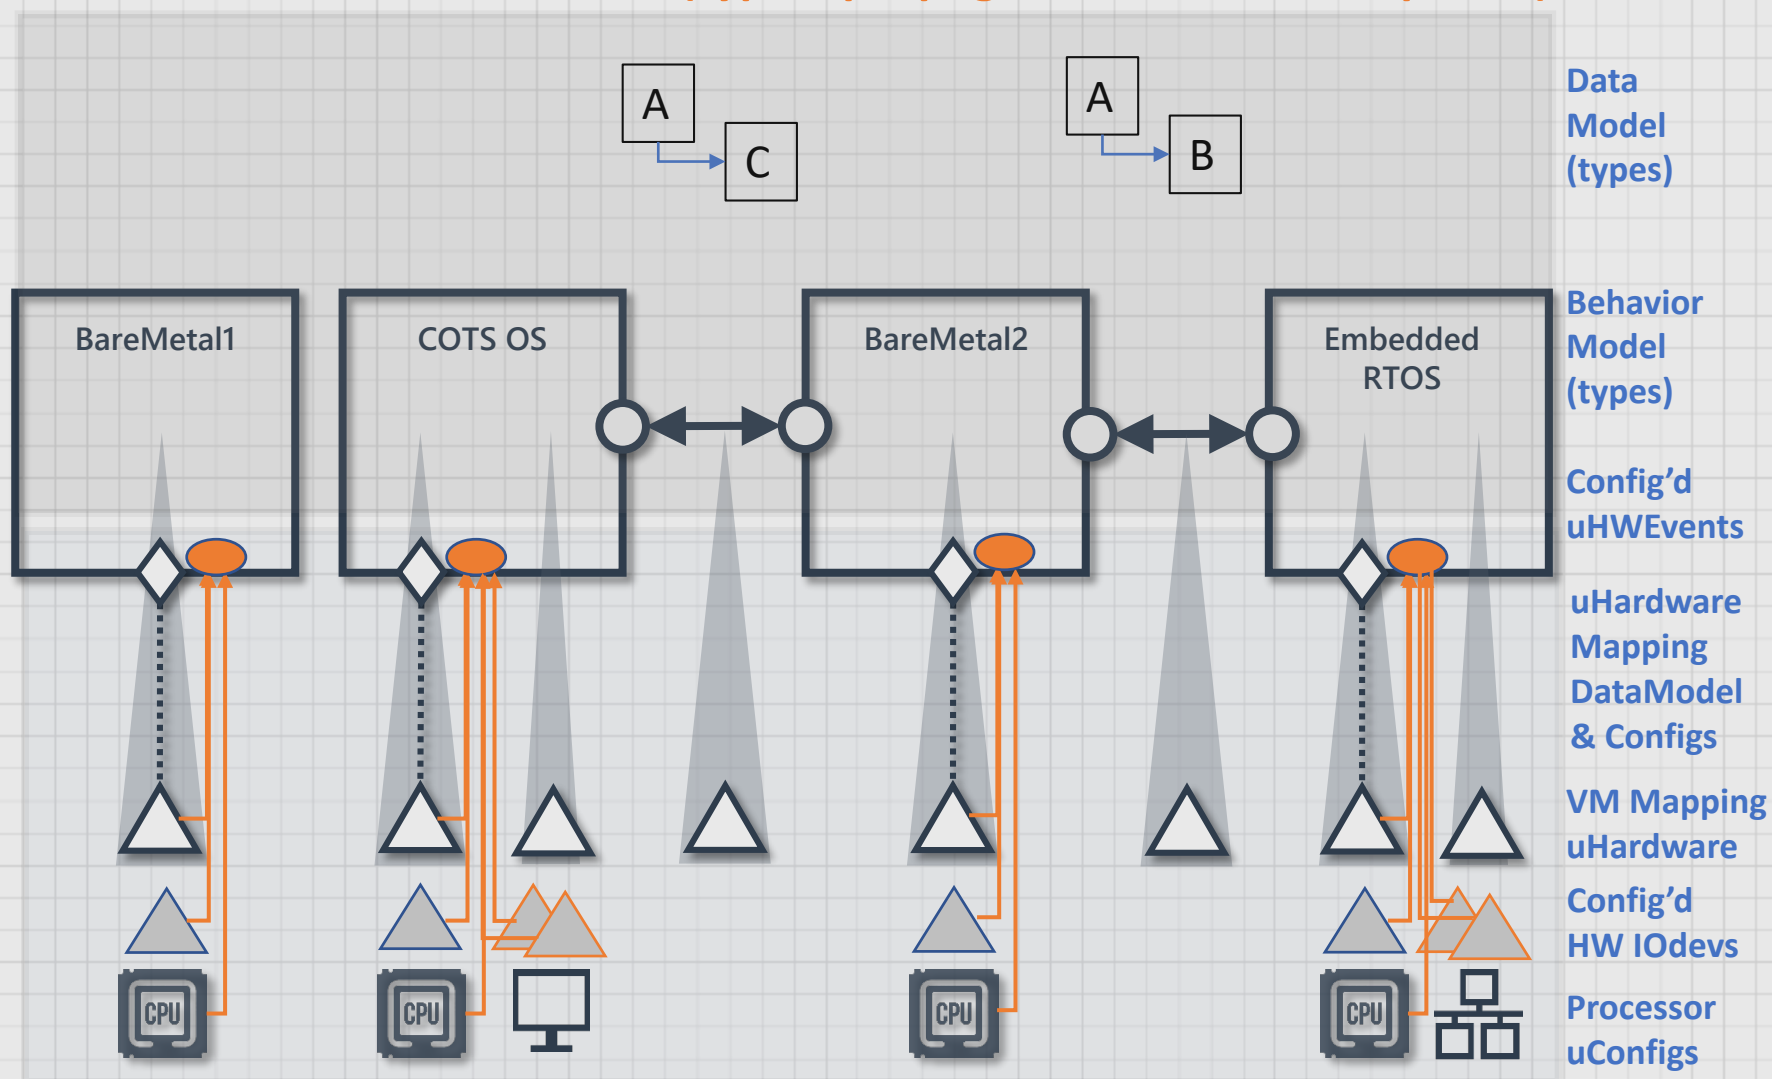 A
C
A
B
Data
Model
(types)
BareMetal1
COTS OS
BareMetal2
Embedded
RTOS
Behavior
Model
(types)
Config’d
uHWEvents
uHardware
Mapping
DataModel
& Configs
VM Mapping
uHardware
Config’d
HW IOdevs
CPU
CPU
CPU
CPU
Processor
uConfigs